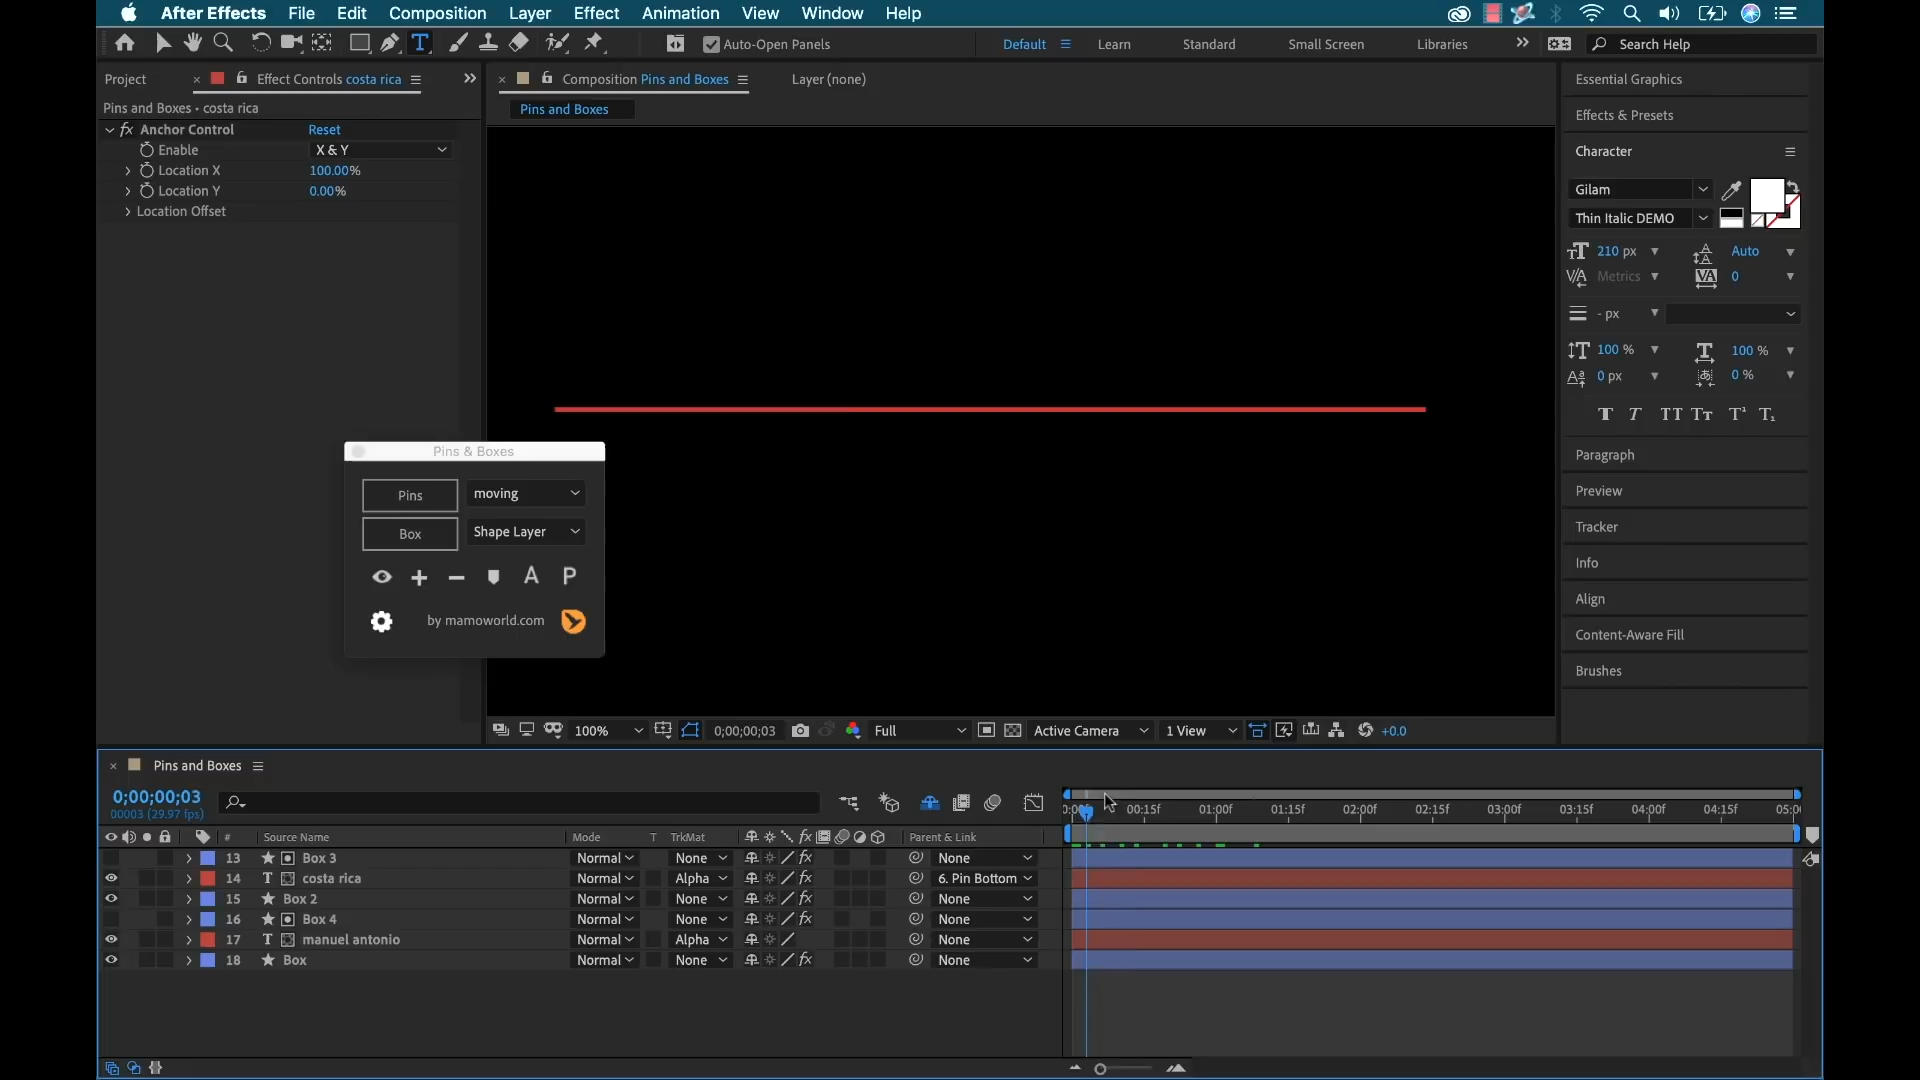 After Effects File Edit Composition Layer Effect Animation View Window Help
Auto-Open Panels Default Learn Standard Small Screen Libraries Search Help
Project Effect Controls costa rica Composition Pins and Boxes Layer (none)
Pins and Boxes • costa rica
Pins and Boxes
fx Anchor Control Reset
Enable X & Y
Location X 100.00%
Location Y 0.00%
Location Offset
Essential Graphics
Effects & Presets
Character
Gilam
Thin Italic DEMO
210 px Auto
Metrics 0
- px
100 % 100 %
0 px 0 %
Paragraph
Preview
Tracker
Info
Align
Content-Aware Fill
Brushes
Pins & Boxes
Pins moving
Box Shape Layer
A P
by mamoworld.com
100% 0;00;00;03 Full Active Camera 1 View +0.0
Pins and Boxes
0;00;00;03
00003 (29.97 fps)
00:15f 01:00f 01:15f 02:00f 02:15f 03:00f 03:15f 04:00f 04:15f
# Source Name Mode T TrkMat Parent & Link
13 Box 3 Normal None fx None
14 T costa rica Normal Alpha fx 6. Pin Bottom
15 Box 2 Normal None fx None
16 Box 4 Normal None fx None
17 T manuel antonio Normal Alpha None
18 Box Normal None fx None